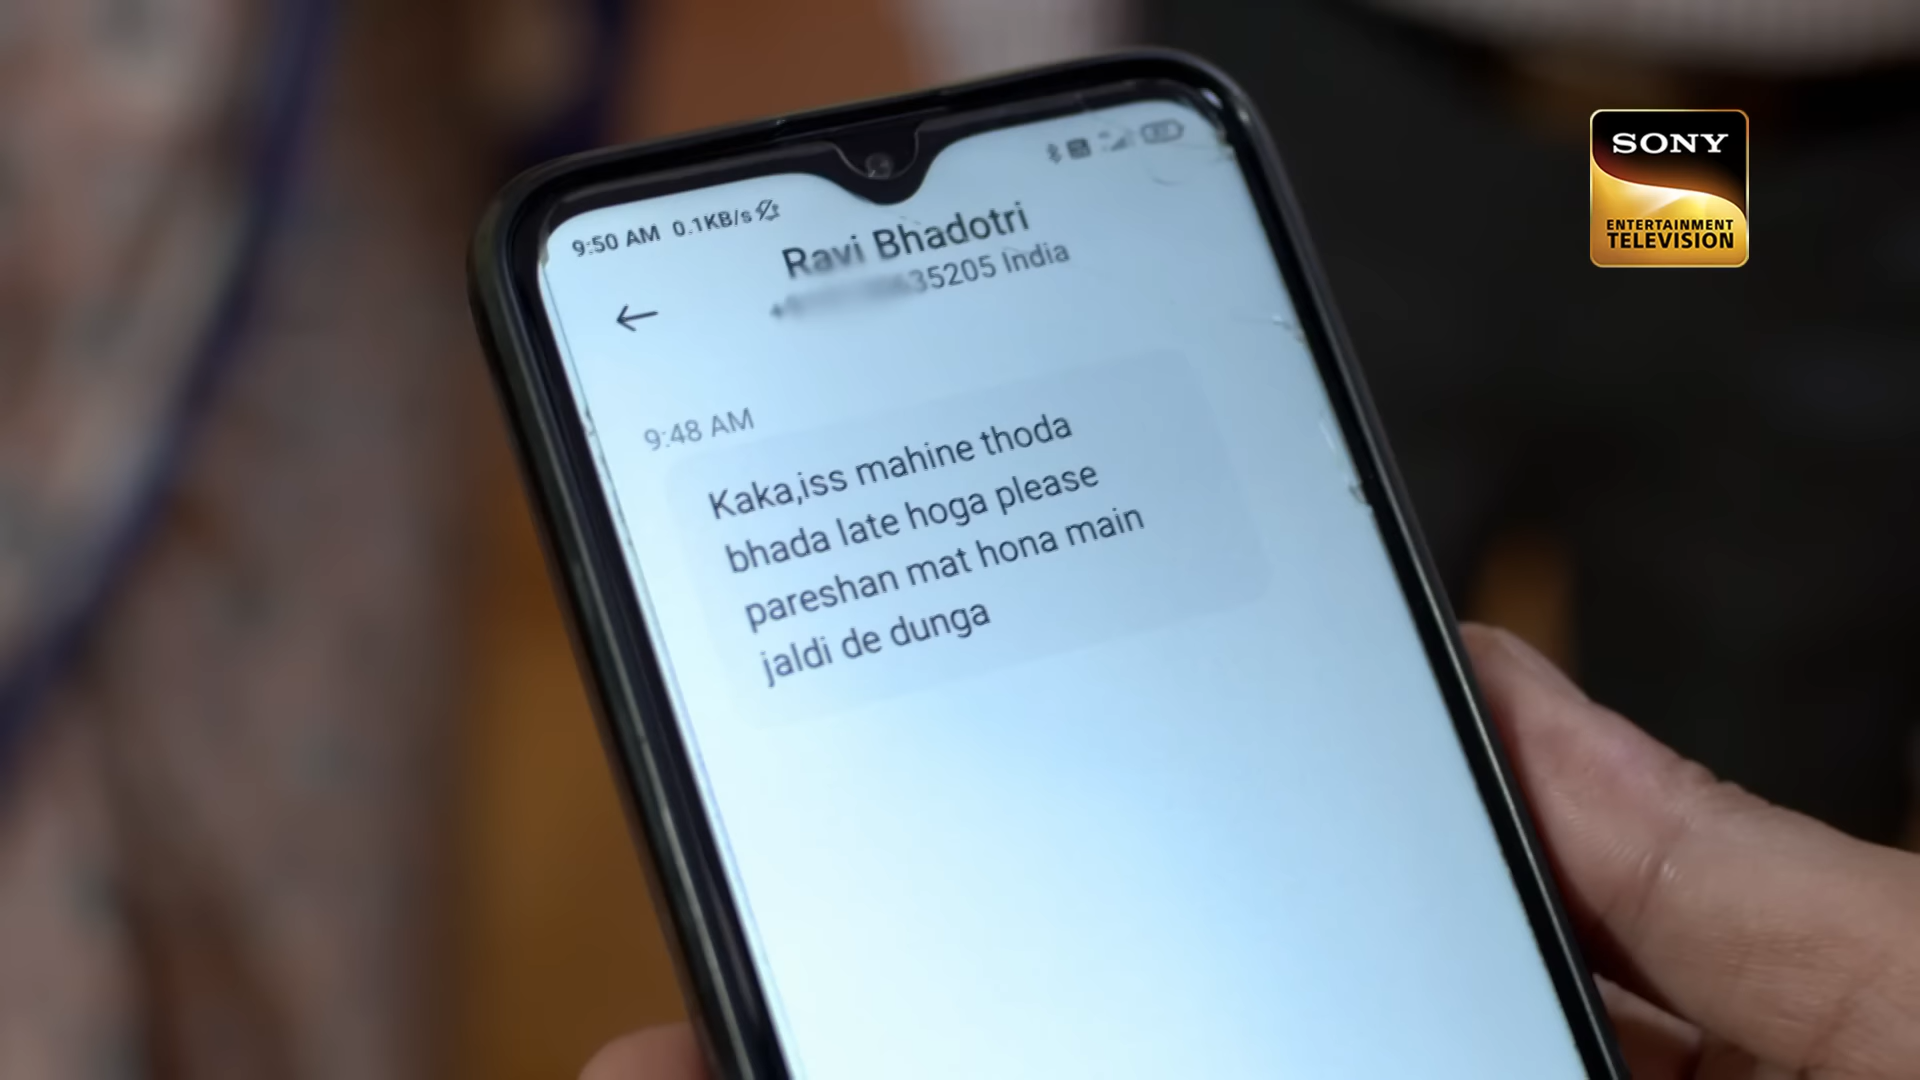 9:50 AM 0.1KB/s
Ravi Bhadotri
35205 India
9:48 AM
Kaka,iss mahine thoda
bhada late hoga please
pareshan mat hona main
jaldi de dunga
SONY
ENTERTAINMENT
TELEVISION